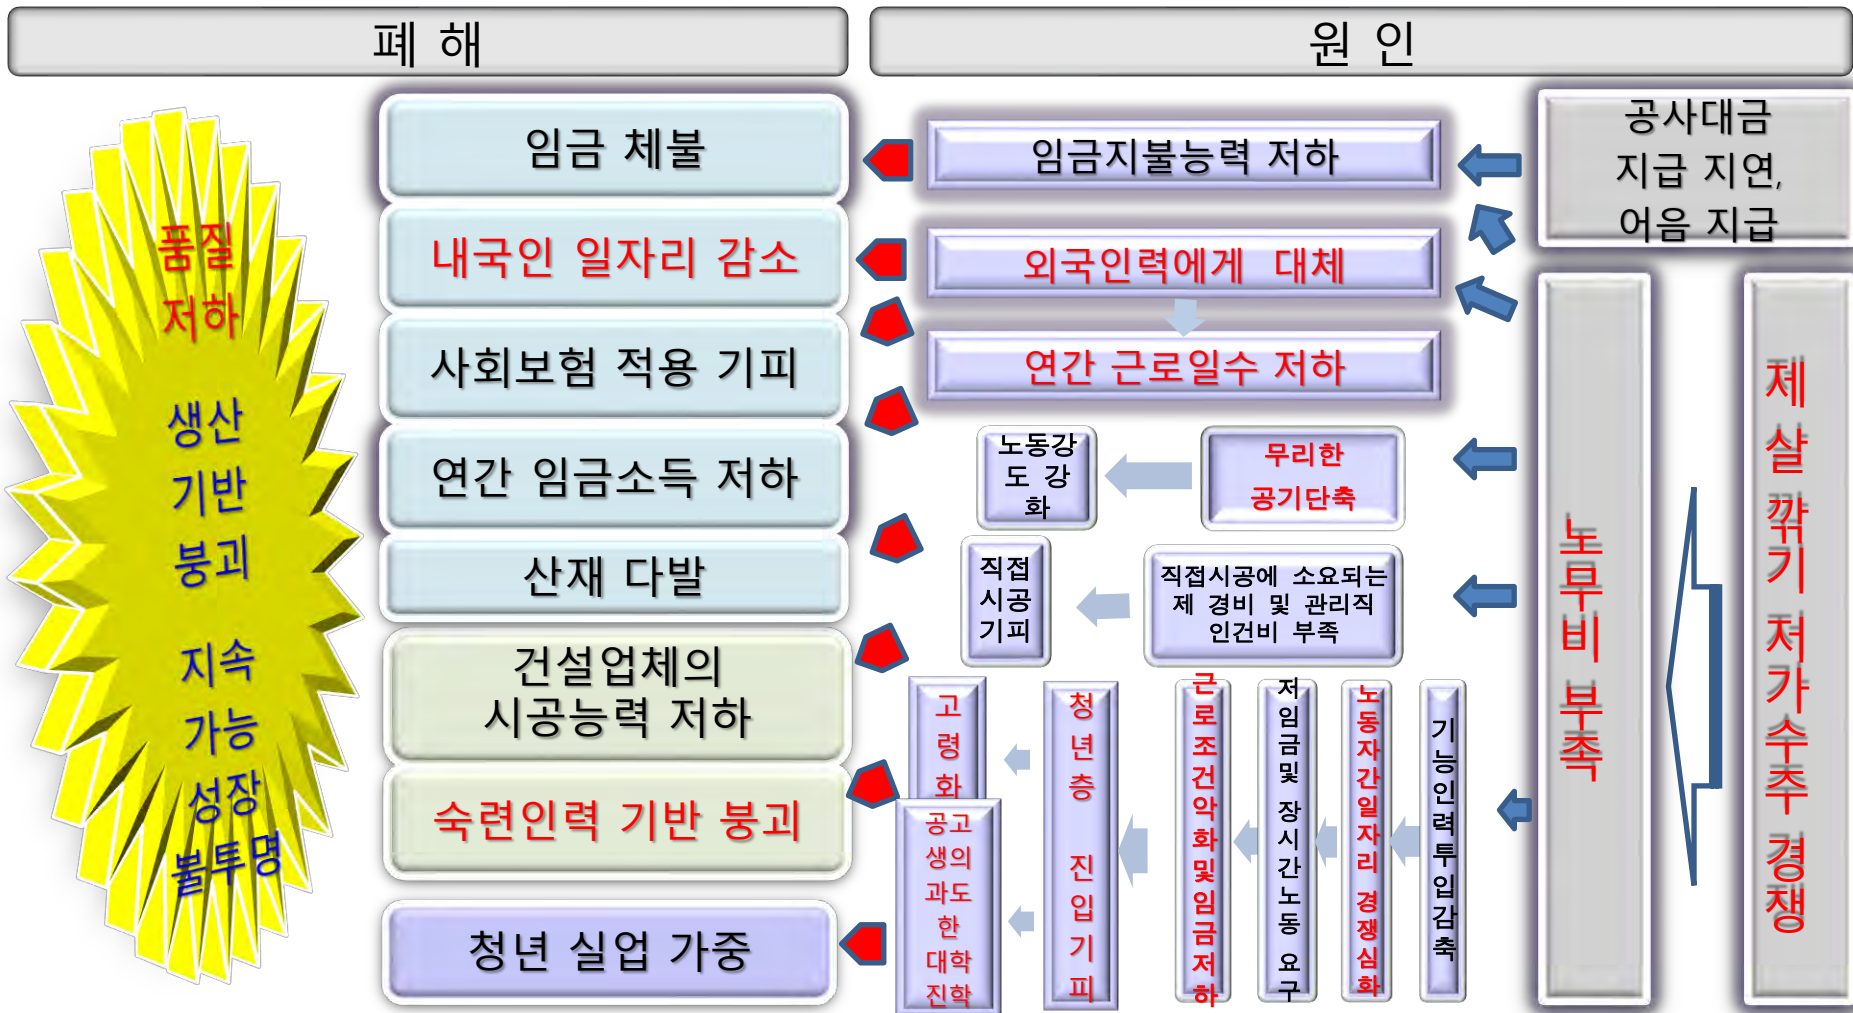 폐 해
원 인
품질
저하
생산
기반
붕괴
지속
가능
성장
불투명
임금 체불
내국인 일자리 감소
사회보험 적용 기피
연간 임금소득 저하
산재 다발
건설업체의
시공능력 저하
숙련인력 기반 붕괴
청년 실업 가중
임금지불능력 저하
외국인력에게 대체
연간 근로일수 저하
노동강
도 강
화
무리한
공기단축
직접
시공
기피
직접시공에 소요되는
제 경비 및 관리직
인건비 부족
고령화
공고
생의
과도
한
대학
진학
청년층 진입기피
근로조건악화및임금저하
저임금및 장시간노동 요구
노동자간일자리 경쟁심화
기능인력투입감축
공사대금
지급 지연,
어음 지급
노무비 부족
제 살 깎기 저가수주 경쟁